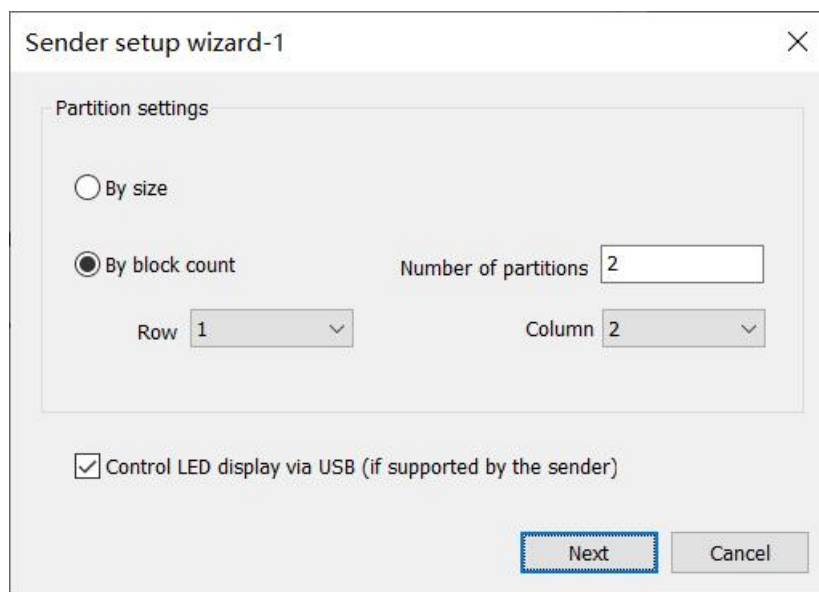 Sender setup wizard-1
Partition settings
By size
By block count
Number of partitions 2
Row 1
Column 2
Control LED display via USB (if supported by the sender)
Next
Cancel